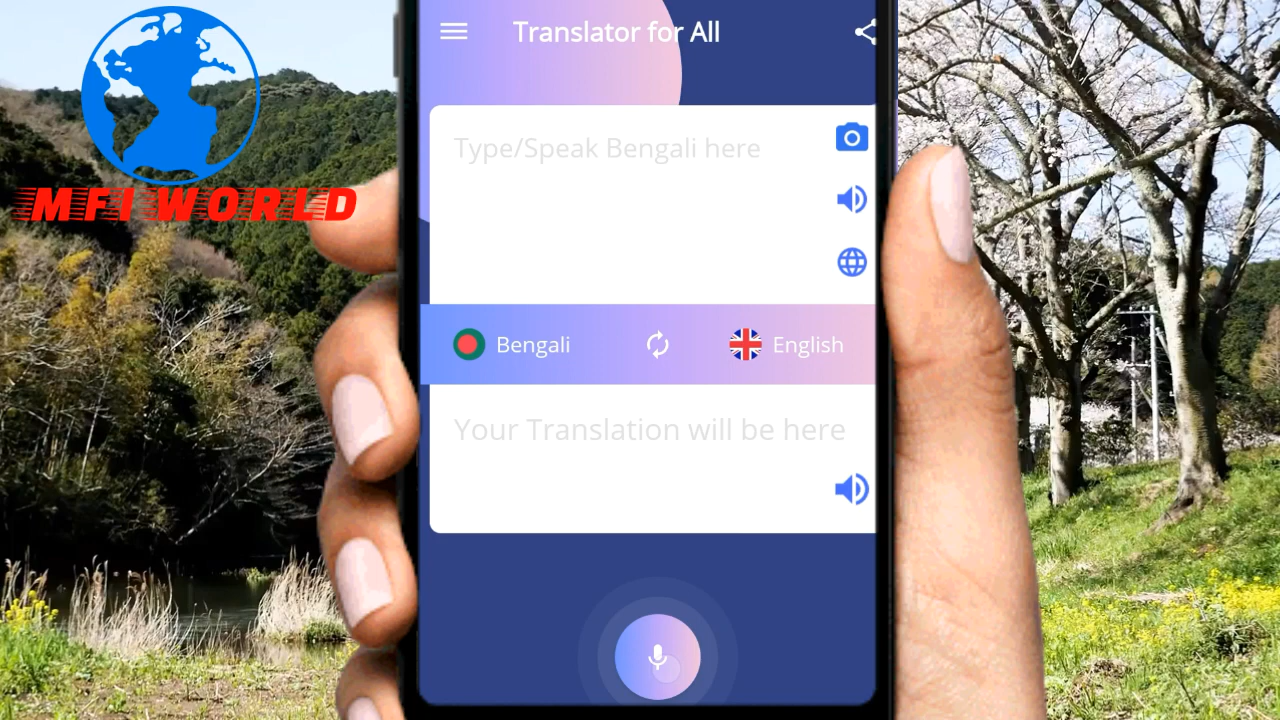 Translator for All
MFI WORLD
Type/Speak Bengali here
Bengali
English
Your Translation will be here